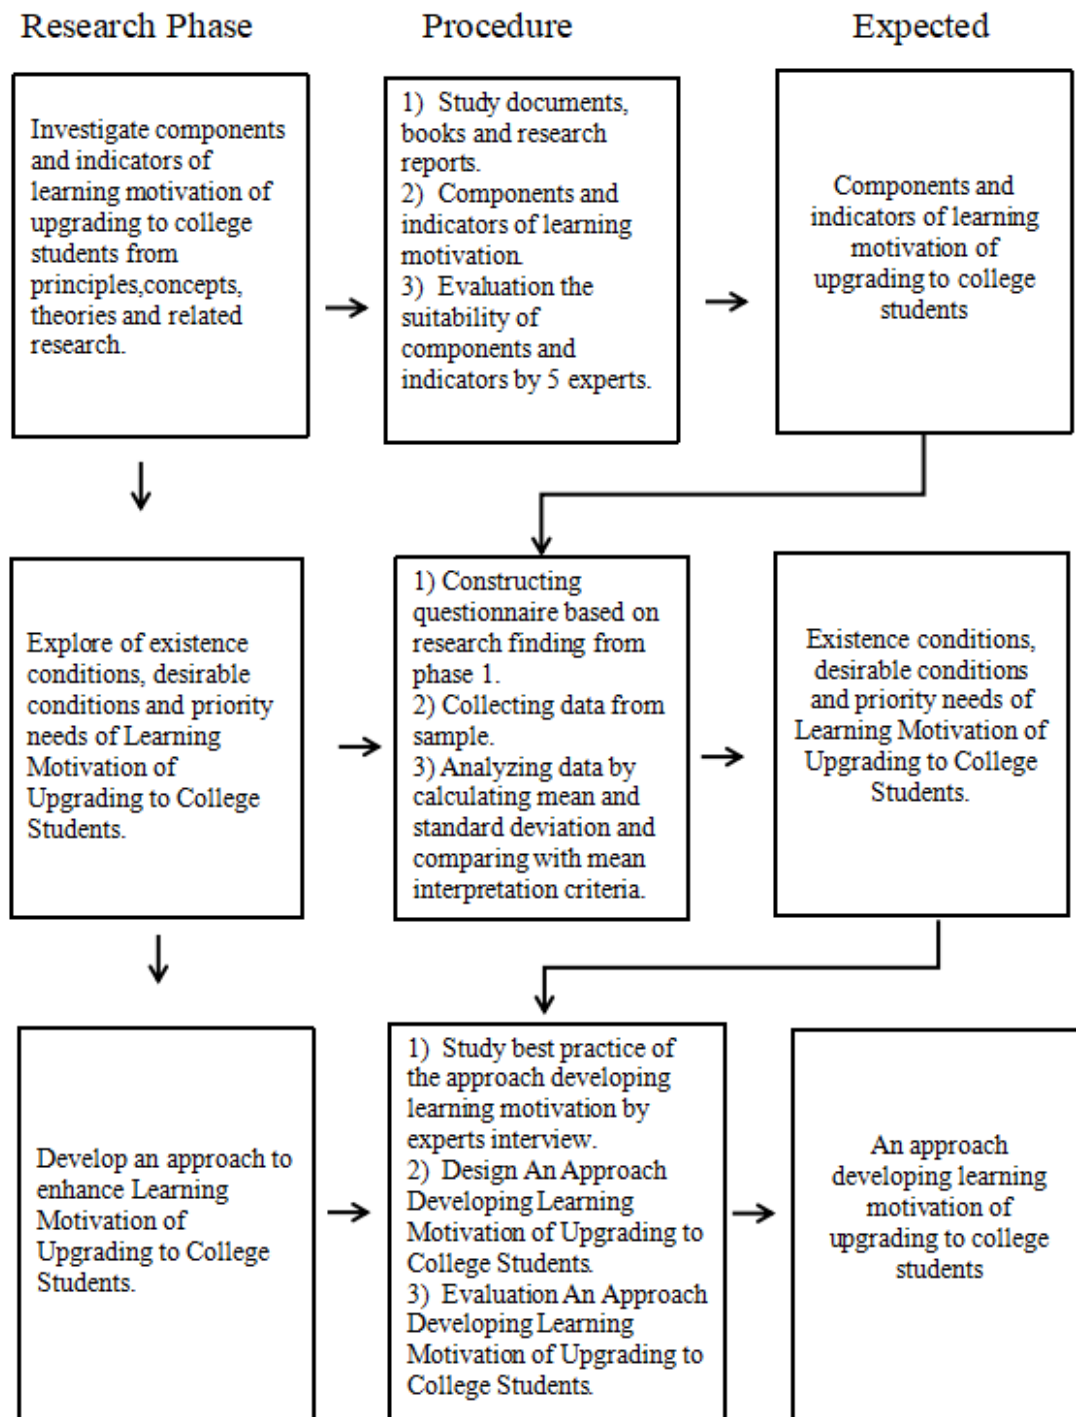 Research Phase
Procedure
Expected
Investigate components
and indicators of
learning motivation of
upgrading to college
students from
principles,concepts,
theories and related
research.
1) Study documents,
books and research
reports.
2) Components and
indicators of learning
motivation.
3) Evaluation the
suitability of
components and
indicators by 5 experts.
Components and
indicators of learning
motivation of
upgrading to college
students
Explore of existence
conditions, desirable
conditions and priority
needs of Learning
Motivation of
Upgrading to College
Students.
1) Constructing
questionnaire based on
research finding from
phase 1.
2) Collecting data from
sample.
3) Analyzing data by
calculating mean and
standard deviation and
comparing with mean
interpretation criteria.
Existence conditions,
desirable conditions
and priority needs of
Learning Motivation of
Upgrading to College
Students.
Develop an approach to
enhance Learning
Motivation of
Upgrading to College
Students.
1) Study best practice of
the approach developing
learning motivation by
experts interview.
2) Design An Approach
Developing Learning
Motivation of Upgrading to
College Students.
3) Evaluation An Approach
Developing Learning
Motivation of Upgrading to
College Students.
An approach
developing learning
motivation of
upgrading to college
students